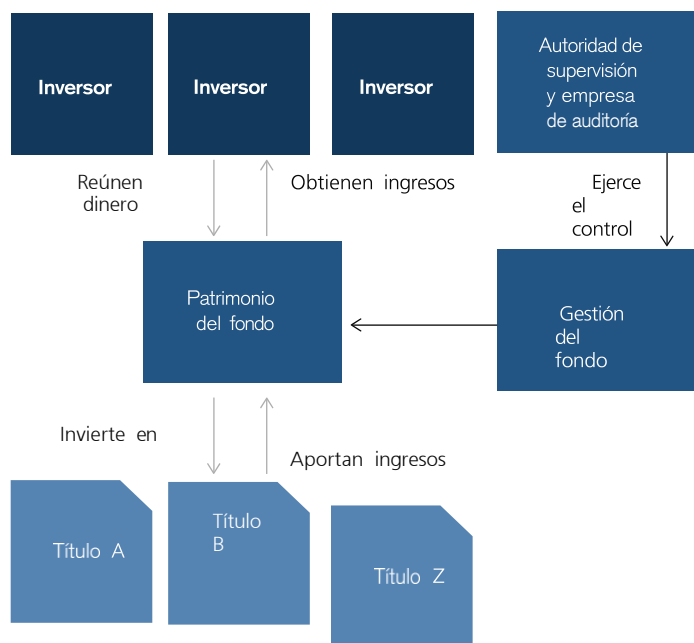 Inversor
Inversor
Inversor
Autoridad de
supervisión
y empresa
de auditoría
Reúnen
dinero
Obtienen ingresos
Ejerce
el
control
Patrimonio
del fondo
Gestión
del
fondo
Invierte en
Aportan ingresos
Título A
Título
B
Título Z